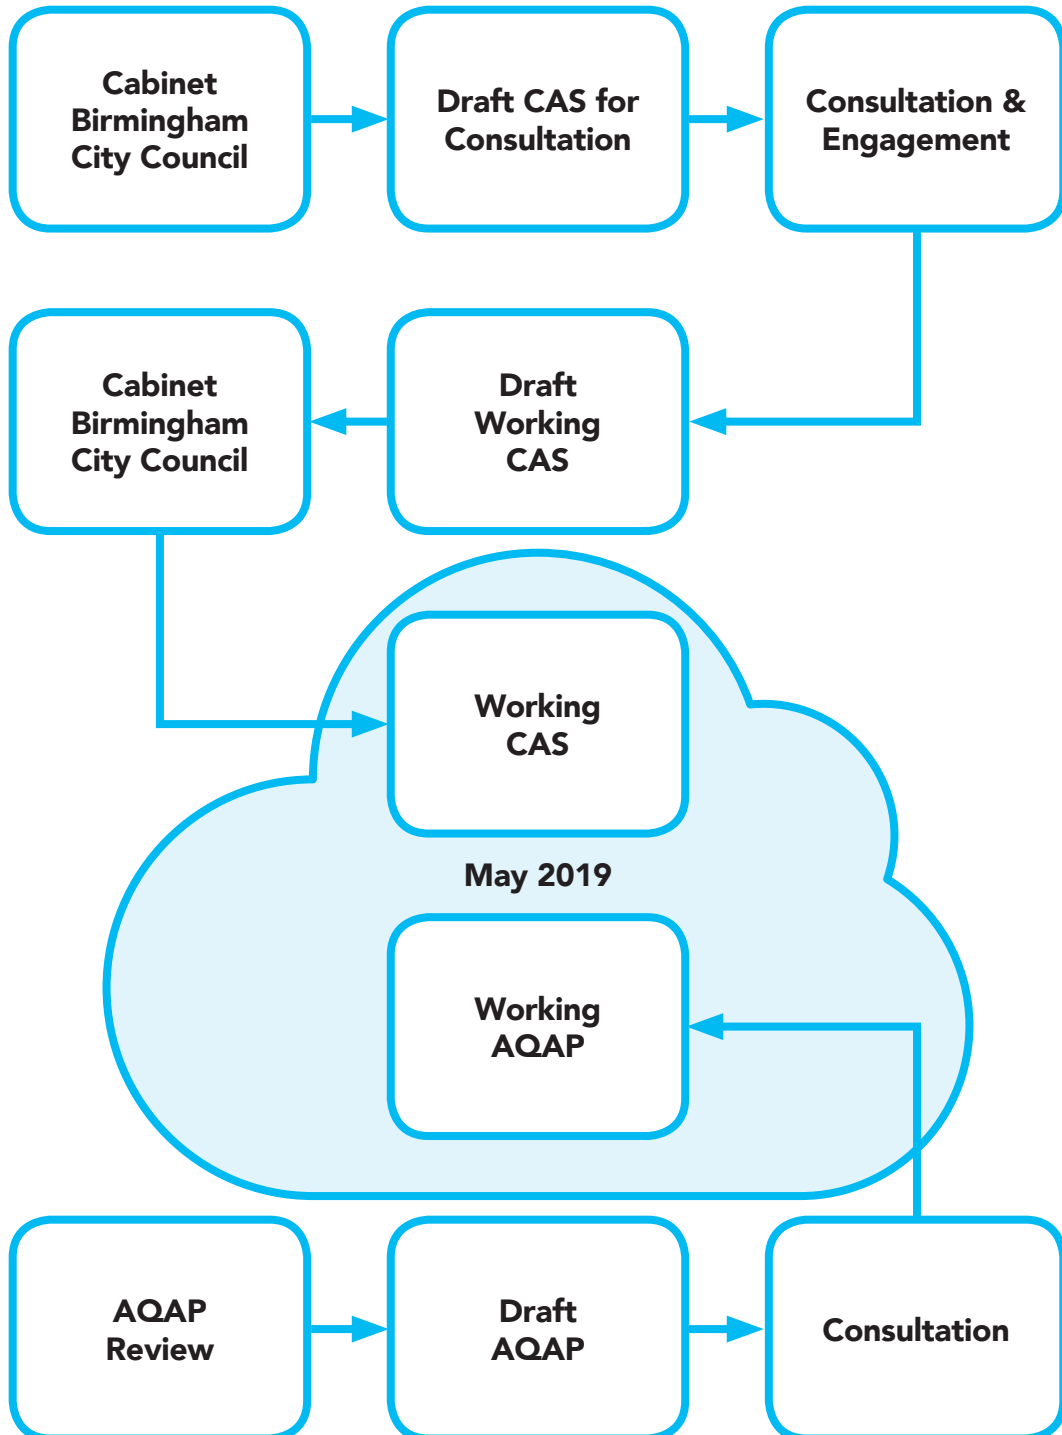 Cabinet
Birmingham
City Council
Draft CAS for
Consultation
Consultation &
Engagement
Cabinet
Birmingham
City Council
Draft
Working
CAS
Working
CAS
May 2019
Working
AQAP
AQAP
Review
Draft
AQAP
Consultation